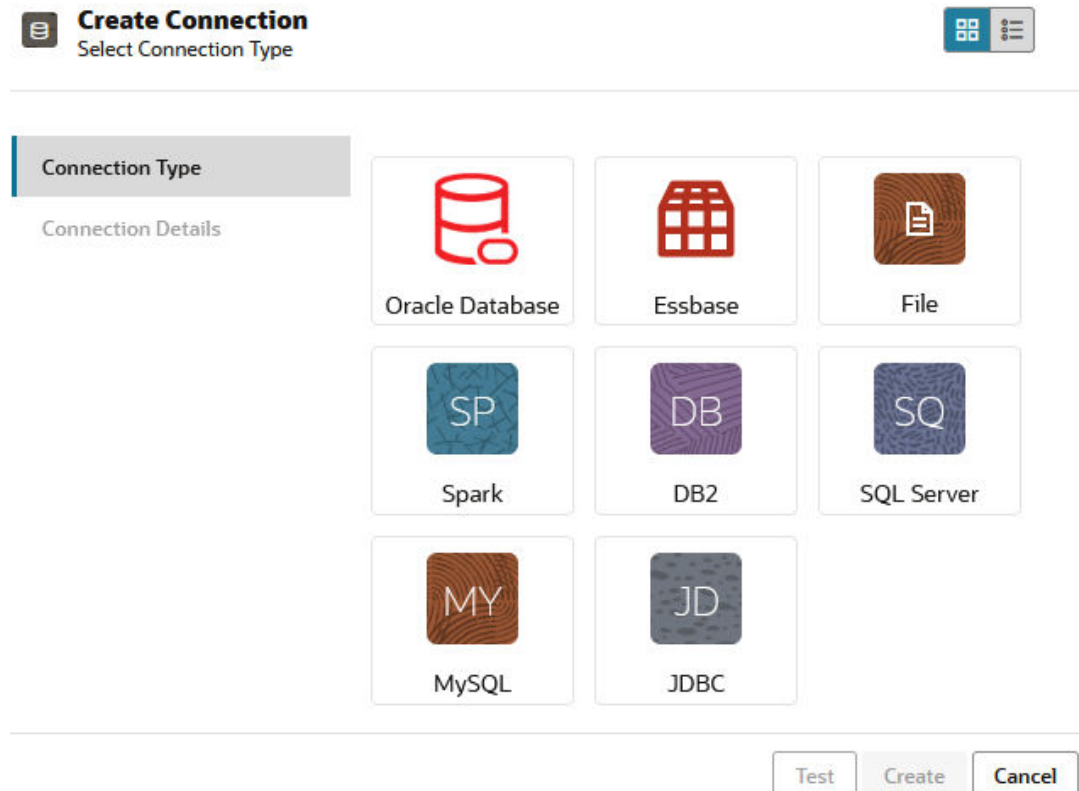 Create Connection
Select Connection Type
Connection Type
Connection Details
Oracle Database
Essbase
File
SP
Spark
DB
DB2
SQ
SQL Server
MY
MySQL
JD
JDBC
Test
Create
Cancel